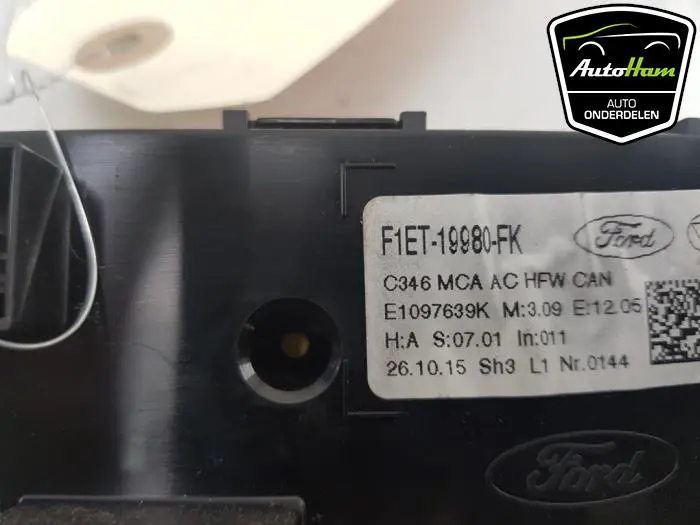 AutoHam
AUTO
ONDERDELEN
F1ET-19980-FK
Ford
C346 MCA AC HFW CAN
E1097639K M:3.09 E:12.05
H:A S:07.01 In:011
26.10.15 Sh3 L1 Nr.0144
Ford